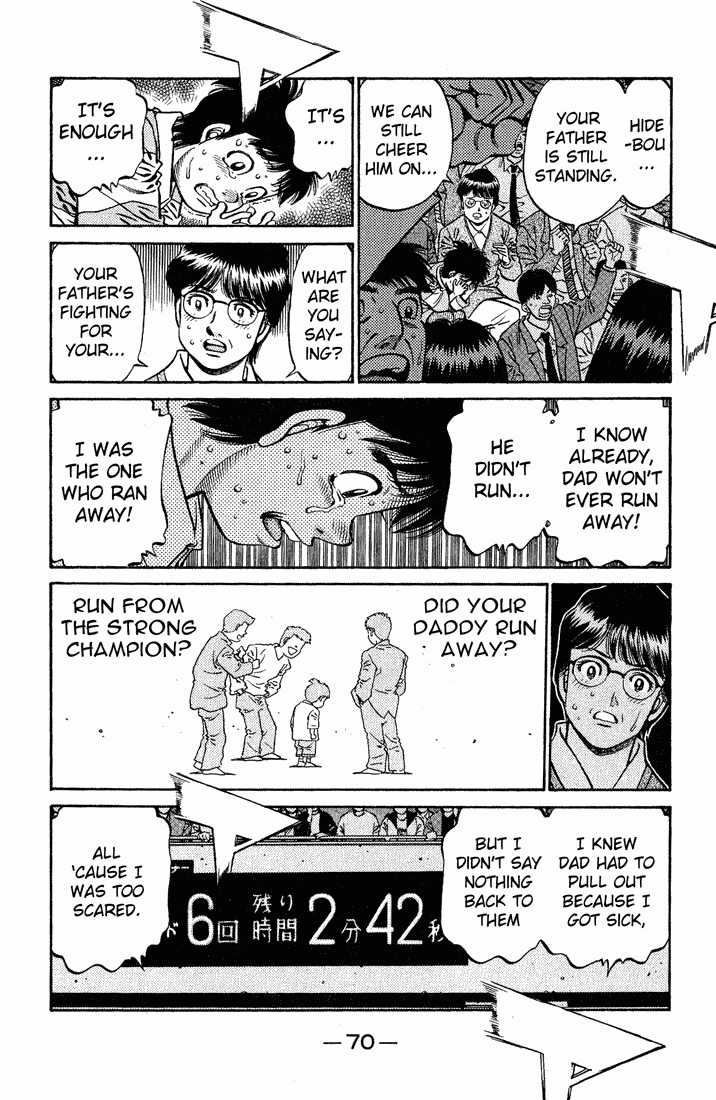 HIDE
-BOU
...
YOUR
FATHER
IS STILL
STANDING.
WE CAN
STILL
CHEER
HIM ON...
IT'S
...
IT'S
ENOUGH
...
WHAT
ARE
YOU
SAY-
ING?
YOUR
FATHER'S
FIGHTING
FOR
YOUR...
I KNOW
ALREADY,
DAD WON'T
EVER RUN
AWAY!
HE
DIDN'T
RUN...
I WAS
THE ONE
WHO RAN
AWAY!
DID YOUR
DADDY RUN
AWAY?
RUN FROM
THE STRONG
CHAMPION?
I KNEW
DAD HAD TO
PULL OUT
BECAUSE I
GOT SICK,
BUT I
DIDN'T SAY
NOTHING
BACK TO
THEM
ALL
'CAUSE I
WAS TOO
SCARED.
ド6回 残り時間2分42秒
—70—